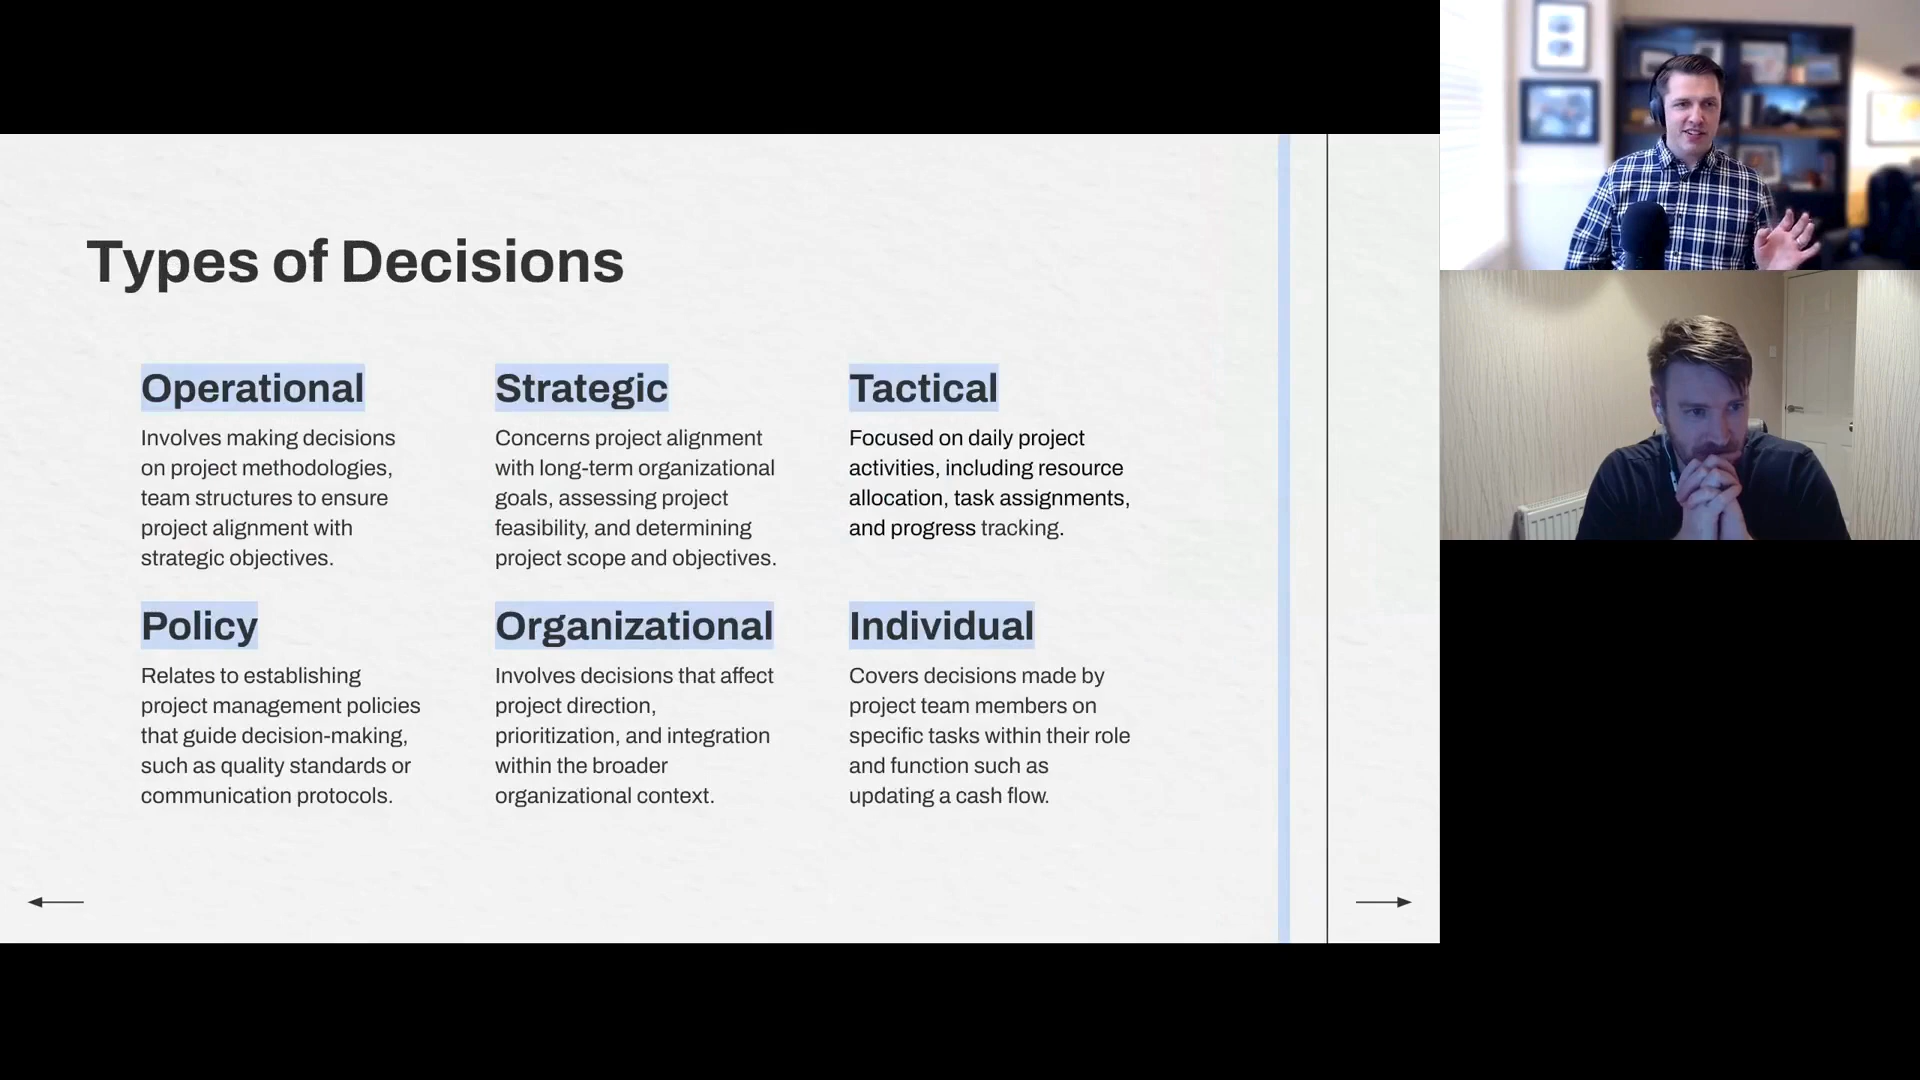 Types of Decisions
Operational
Involves making decisions
on project methodologies,
team structures to ensure
project alignment with
strategic objectives.
Strategic
Concerns project alignment
with long-term organizational
goals, assessing project
feasibility, and determining
project scope and objectives.
Tactical
Focused on daily project
activities, including resource
allocation, task assignments,
and progress tracking.
Policy
Relates to establishing
project management policies
that guide decision-making,
such as quality standards or
communication protocols.
Organizational
Involves decisions that affect
project direction,
prioritization, and integration
within the broader
organizational context.
Individual
Covers decisions made by
project team members on
specific tasks within their role
and function such as
updating a cash flow.